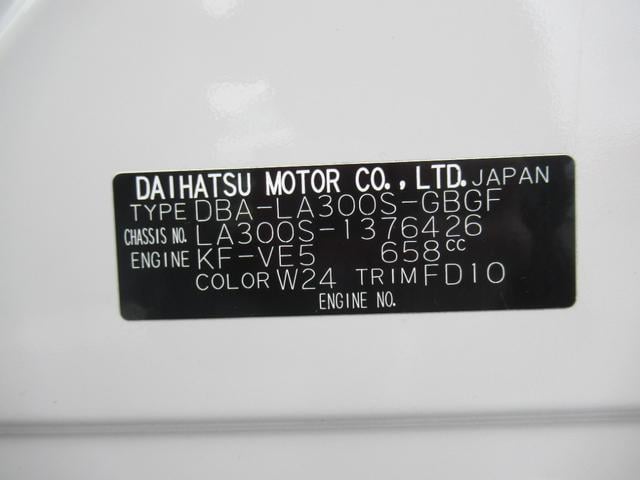 DAIHATSU MOTOR CO., LTD. JAPAN
TYPE DBA-LA300S-GBGF
CHASSIS NO. LA300S-1376426
ENGINE KF-VE5 658cc
COLOR W24 TRIM FD10
ENGINE NO.